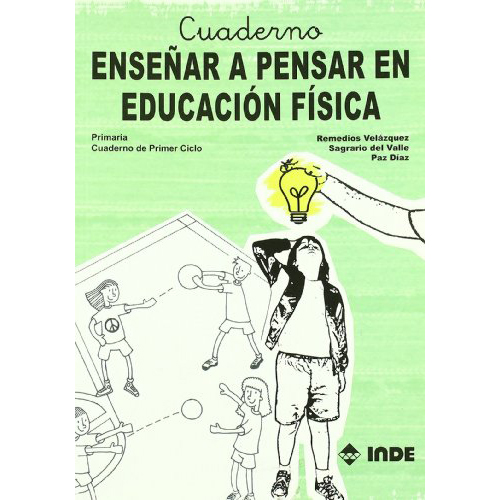 Cuaderno
ENSEÑAR A PENSAR EN
EDUCACIÓN FÍSICA
Primaria
Cuaderno de Primer Ciclo
Remedios Velázquez
Sagrario del Valle
Paz Díaz
INDE